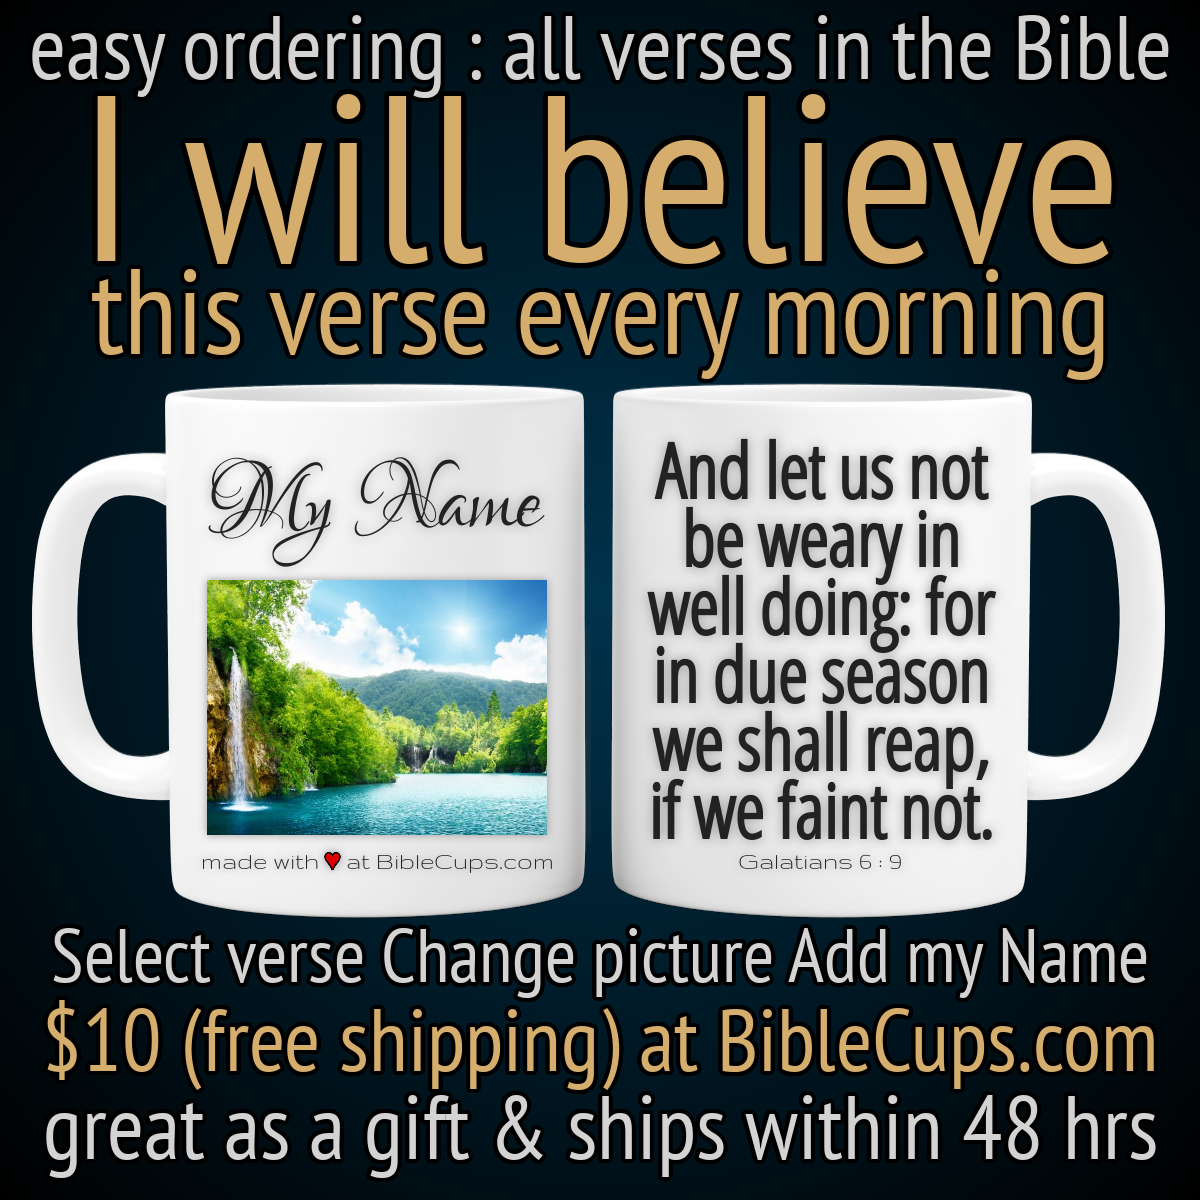 easy ordering : all verses in the Bible
I will believe
this verse every morning
My Name
made with ♥ at BibleCups.com
And let us not
be weary in
well doing: for
in due season
we shall reap,
if we faint not.
Galatians 6 : 9
Select verse Change picture Add my Name
$10 (free shipping) at BibleCups.com
great as a gift & ships within 48 hrs